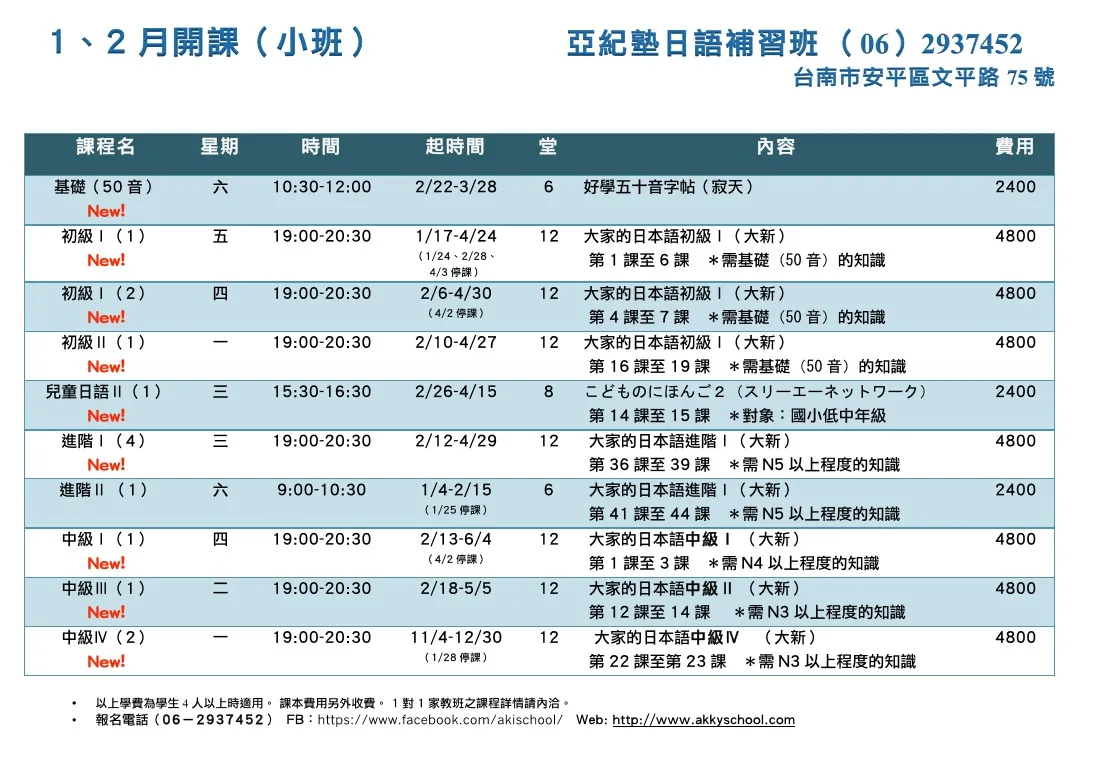 1、2 月開課（小班）
亞紀塾日語補習班 （06）2937452
台南市安平區文平路 75 號
課程名 星期 時間 起時間 堂 內容 費用
基礎（50 音） 六 10:30-12:00 2/22-3/28 6 好學五十音字帖（寂天） 2400
New!
初級Ⅰ（1） 五 19:00-20:30 1/17-4/24 12 大家的日本語初級Ⅰ（大新） 4800
New! （1/24、2/28、 第 1 課至 6 課 ＊需基礎（50 音）的知識
4/3 停課）
初級Ⅰ（2） 四 19:00-20:30 2/6-4/30 12 大家的日本語初級Ⅰ（大新） 4800
New! （4/2 停課） 第 4 課至 7 課 ＊需基礎（50 音）的知識
初級Ⅱ（1） 一 19:00-20:30 2/10-4/27 12 大家的日本語初級Ⅰ（大新） 4800
New! 第 16 課至 19 課 ＊需基礎（50 音）的知識
兒童日語Ⅱ（1） 三 15:30-16:30 2/26-4/15 8 こどものにほんご２（スリーエーネットワーク） 2400
New! 第 14 課至 15 課 ＊對象：國小低中年級
進階Ⅰ（4） 三 19:00-20:30 2/12-4/29 12 大家的日本語進階Ⅰ（大新） 4800
New! 第 36 課至 39 課 ＊需 N5 以上程度的知識
進階Ⅱ （1） 六 9:00-10:30 1/4-2/15 6 大家的日本語進階Ⅰ（大新） 2400
（1/25 停課） 第 41 課至 44 課 ＊需 N5 以上程度的知識
中級Ⅰ（1） 四 19:00-20:30 2/13-6/4 12 大家的日本語中級Ⅰ （大新） 4800
New! （4/2 停課） 第 1 課至 3 課 ＊需 N4 以上程度的知識
中級Ⅲ（1） 二 19:00-20:30 2/18-5/5 12 大家的日本語中級Ⅱ （大新） 4800
New! 第 12 課至 14 課 ＊需 N3 以上程度的知識
中級Ⅳ（2） 一 19:00-20:30 11/4-12/30 12 大家的日本語中級Ⅳ （大新） 4800
New! （1/28 停課） 第 22 課至第 23 課 ＊需 N3 以上程度的知識
• 以上學費為學生 4 人以上時適用。 課本費用另外收費。 1 對 1 家教班之課程詳情請內洽。
• 報名電話（06－2937452） FB：https://www.facebook.com/akischool/ Web: http://www.akkyschool.com